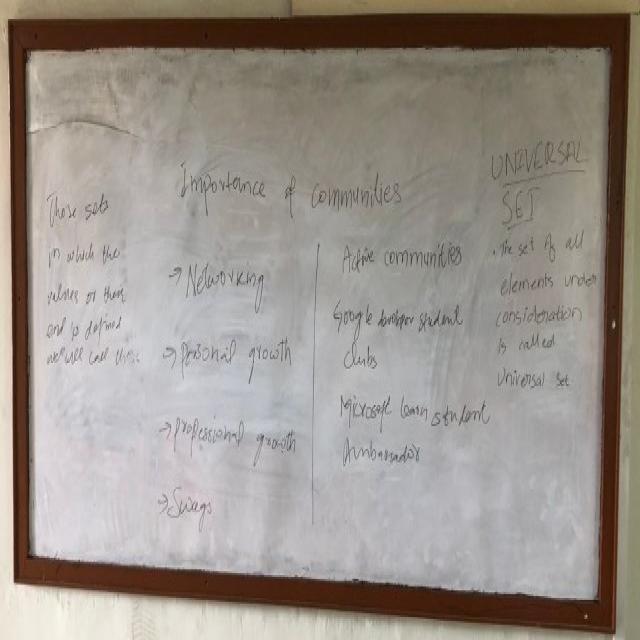 Those sets
in which the
values or their
end is defined
we will call this
Importance of communities
→ Networking
→ Personal growth
→ professional growth
→ Swags
Active communities
Google developer student
clubs
Microsoft learn student
Ambassador
UNIVERSAL
SET
. The set of all
elements under
consideration
is called
Universal set